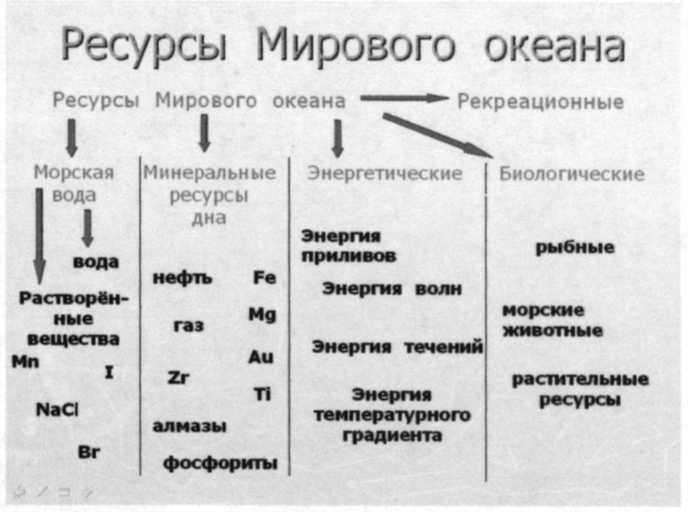 Ресурсы Мирового океана
Ресурсы Мирового океана
Рекреационные
Морская
вода
вода
Растворён-
ные
вещества
Mn
I
NaCl
Br
Минеральные
ресурсы
дна
нефть
Fe
Mg
газ
Au
Zr
Ti
алмазы
фосфориты
Энергетические
Энергия
приливов
Энергия волн
Энергия течений
Энергия
температурного
градиента
Биологические
рыбные
морские
животные
растительные
ресурсы